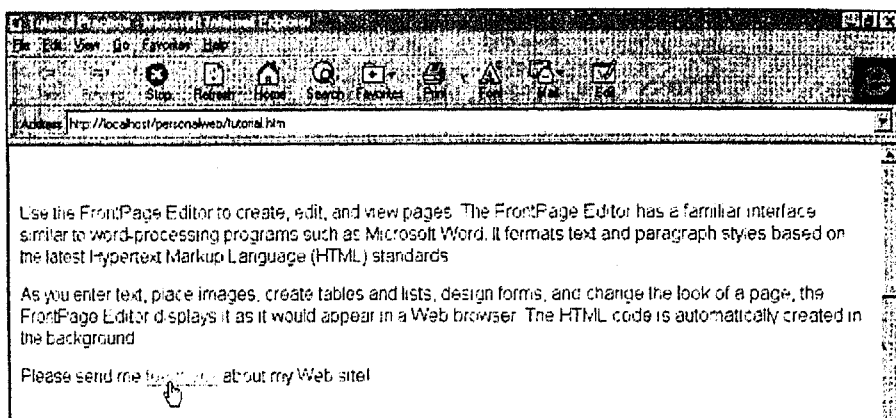 Tutorial Practice - Microsoft Internet Explorer
File Edit View Go Favorites Help
Stop Refresh Home Search Favorites Print Font Mail Edit
Address http://localhost/personalweb/tutorial.htm
Use the FrontPage Editor to create, edit, and view pages. The FrontPage Editor has a familiar interface
similar to word-processing programs such as Microsoft Word. It formats text and paragraph styles based on
the latest Hypertext Markup Language (HTML) standards
As you enter text, place images, create tables and lists, design forms, and change the look of a page, the
FrontPage Editor displays it as it would appear in a Web browser. The HTML code is automatically created in
the background
Please send me about my Web site!